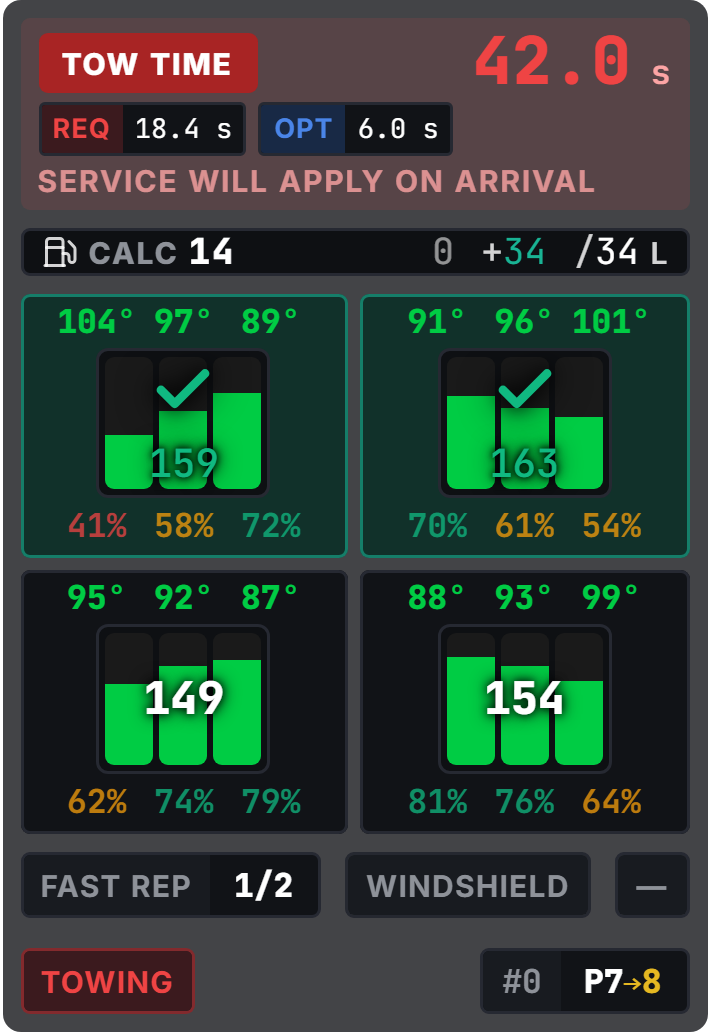 TOW TIME 42.0 s
REQ 18.4 s OPT 6.0 s
SERVICE WILL APPLY ON ARRIVAL
CALC 14 0 +34 /34 L
104° 97° 89° 91° 96° 101°
159 163
41% 58% 72% 70% 61% 54%
95° 92° 87° 88° 93° 99°
149 154
62% 74% 79% 81% 76% 64%
FAST REP 1/2 WINDSHIELD —
TOWING #0 P7→8